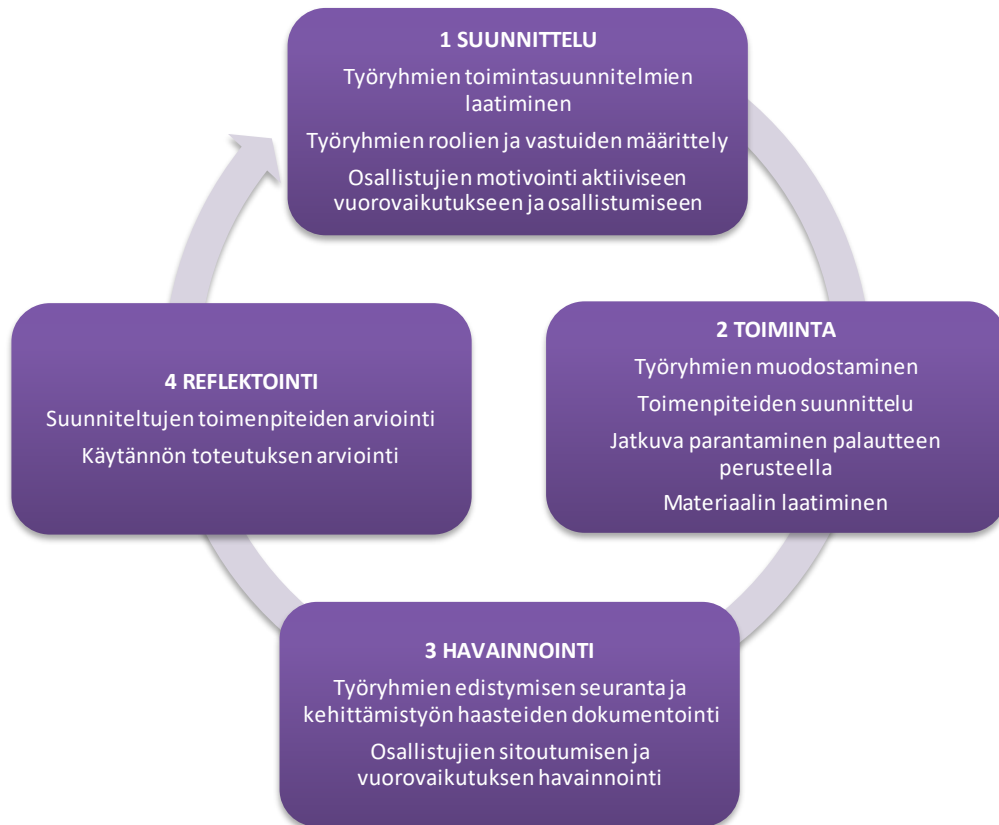 1 SUUNNITTELU
Työryhmien toimintasuunnitelmien
laatiminen
Työryhmien roolien ja vastuiden määrittely
Osallistujien motivointi aktiiviseen
vuorovaikutukseen ja osallistumiseen
2 TOIMINTA
Työryhmien muodostaminen
Toimenpiteiden suunnittelu
Jatkuva parantaminen palautteen
perusteella
Materiaalin laatiminen
3 HAVAINNOINTI
Työryhmien edistymisen seuranta ja
kehittämistyön haasteiden dokumentointi
Osallistujien sitoutumisen ja
vuorovaikutuksen havainnointi
4 REFLEKTOINTI
Suunniteltujen toimenpiteiden arviointi
Käytännön toteutuksen arviointi